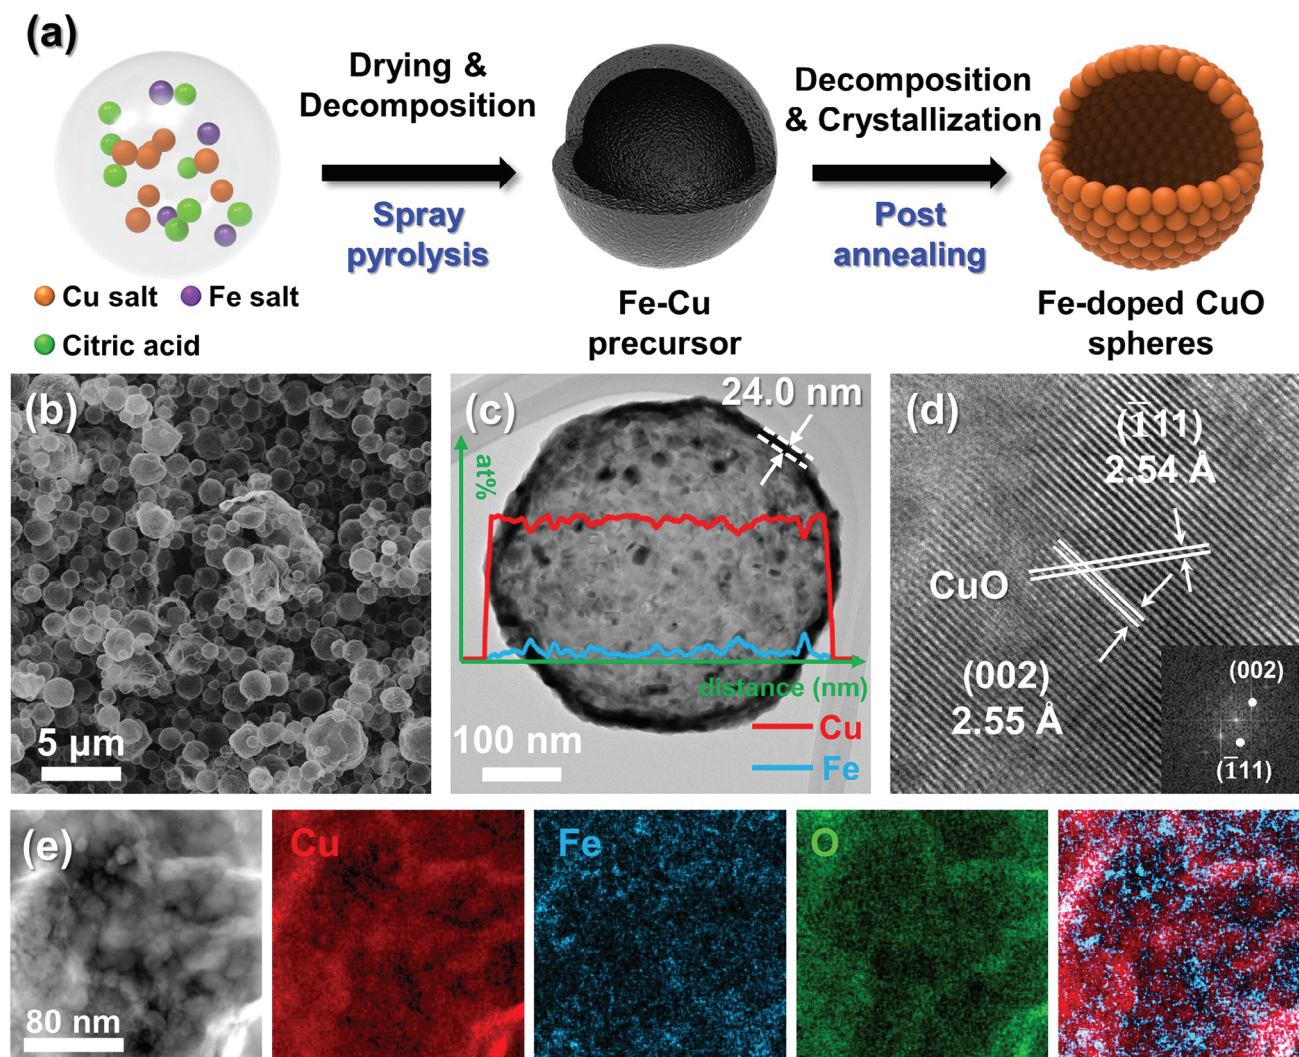 (a)
Drying &
Decomposition
Spray
pyrolysis
Decomposition
& Crystallization
Post
annealing
Cu salt
Fe salt
Citric acid
Fe-Cu
precursor
Fe-doped CuO
spheres
(b)
5 μm
(c)
24.0 nm
at%
distance (nm)
100 nm
Cu
Fe
(d)
(1̅11)
2.54 Å
CuO
(002)
2.55 Å
(002)
(1̅11)
(e)
80 nm
Cu
Fe
O